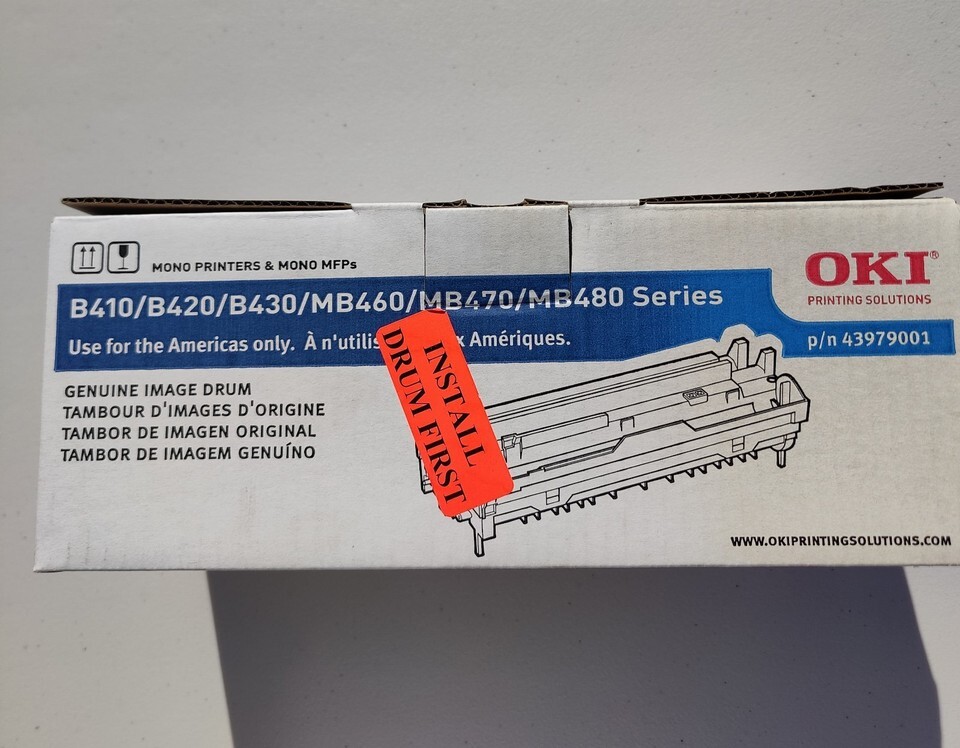 MONO PRINTERS & MONO MFPs
B410/B420/B430/MB460/MB470/MB480 Series
Use for the Americas only. À n'utilis x Amériques.
OKI®
PRINTING SOLUTIONS
p/n 43979001
GENUINE IMAGE DRUM
TAMBOUR D'IMAGES D'ORIGINE
TAMBOR DE IMAGEN ORIGINAL
TAMBOR DE IMAGEM GENUÍNO
INSTALL
DRUM FIRST
WWW.OKIPRINTINGSOLUTIONS.COM